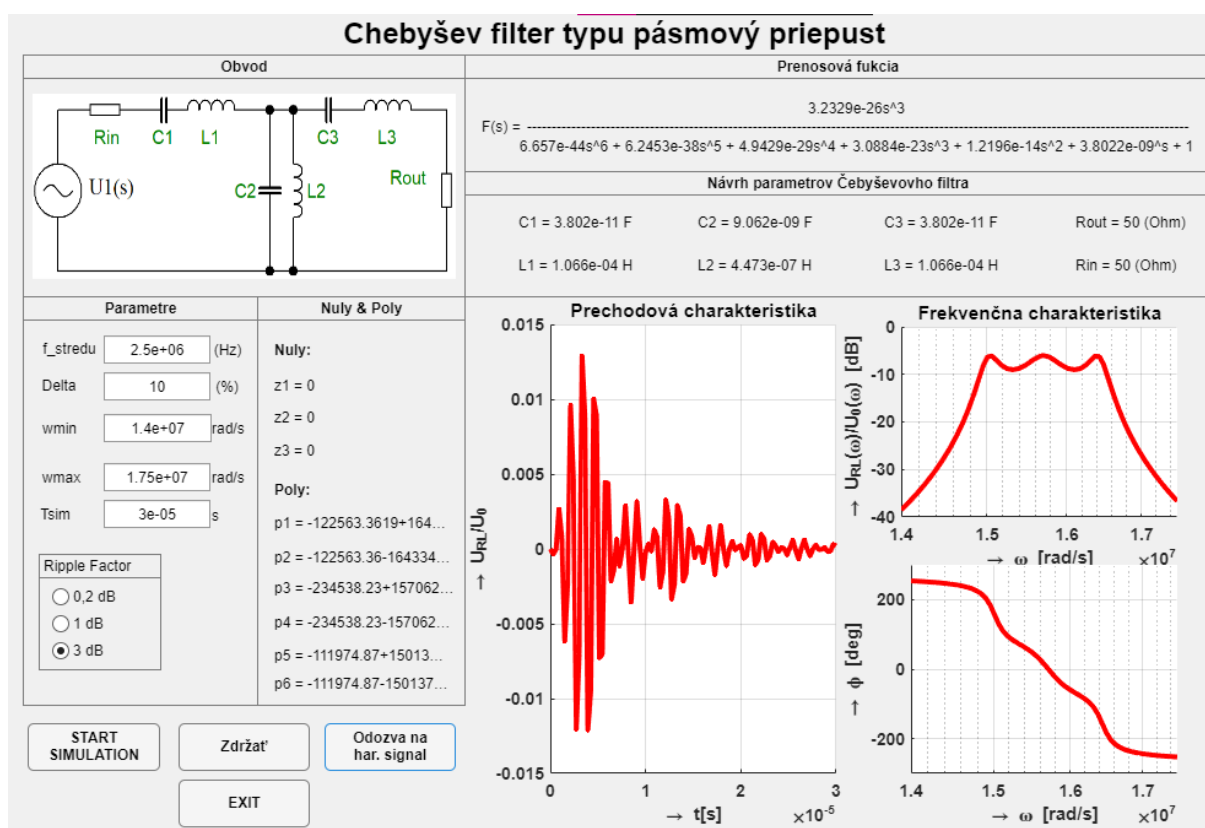 Chebyšev filter typu pásmový priepust
Obvod
Rin C1 L1 C3 L3
U1(s) C2 L2 Rout
Prenosová fukcia
3.2329e-26s^3
F(s) = ----------------------------------------
6.657e-44s^6 + 6.2453e-38s^5 + 4.9429e-29s^4 + 3.0884e-23s^3 + 1.2196e-14s^2 + 3.8022e-09^s + 1
Návrh parametrov Čebyševovho filtra
C1 = 3.802e-11 F C2 = 9.062e-09 F C3 = 3.802e-11 F Rout = 50 (Ohm)
L1 = 1.066e-04 H L2 = 4.473e-07 H L3 = 1.066e-04 H Rin = 50 (Ohm)
Parametre
f_stredu 2.5e+06 (Hz)
Delta 10 (%)
wmin 1.4e+07 rad/s
wmax 1.75e+07 rad/s
Tsim 3e-05 s
Ripple Factor
0,2 dB
1 dB
3 dB
Nuly & Poly
Nuly:
z1 = 0
z2 = 0
z3 = 0
Poly:
p1 = -122563.3619+164...
p2 = -122563.36-164334...
p3 = -234538.23+157062...
p4 = -234538.23-157062...
p5 = -111974.87+15013...
p6 = -111974.87-150137...
START
SIMULATION
Zdržať
Odozva na
har. signal
EXIT
Prechodová charakteristika
→ U_RL/U_0
0.015
0.01
0.005
0
-0.005
-0.01
-0.015
0 1 2 3
→ t[s] ×10^-5
Frekvenčna charakteristika
→ U_RL(ω)/U_0(ω) [dB]
0
-10
-20
-30
-40
1.4 1.5 1.6 1.7
→ ω [rad/s] ×10^7
→ ϕ [deg]
200
0
-200
1.4 1.5 1.6 1.7
→ ω [rad/s] ×10^7